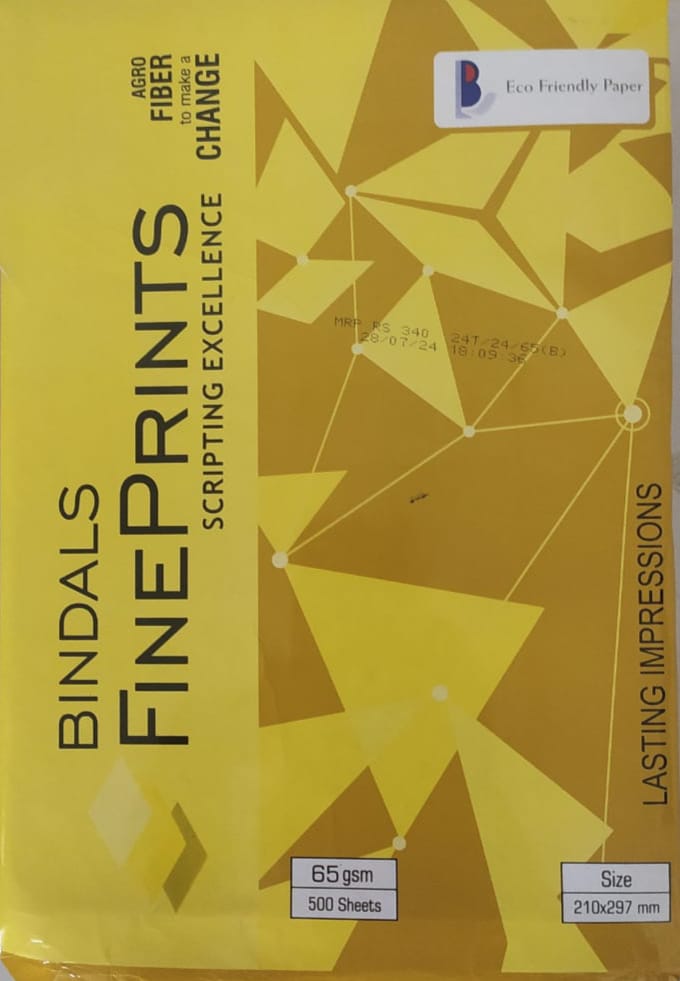 BINDALS
FINEPRINTS
SCRIPTING EXCELLENCE
AGRO
FIBER
to make a
CHANGE
B
Eco Friendly Paper
MRP RS 340 24T/24/65(B)
28/07/24 18:09:36
LASTING IMPRESSIONS
65 gsm
500 Sheets
Size
210x297 mm